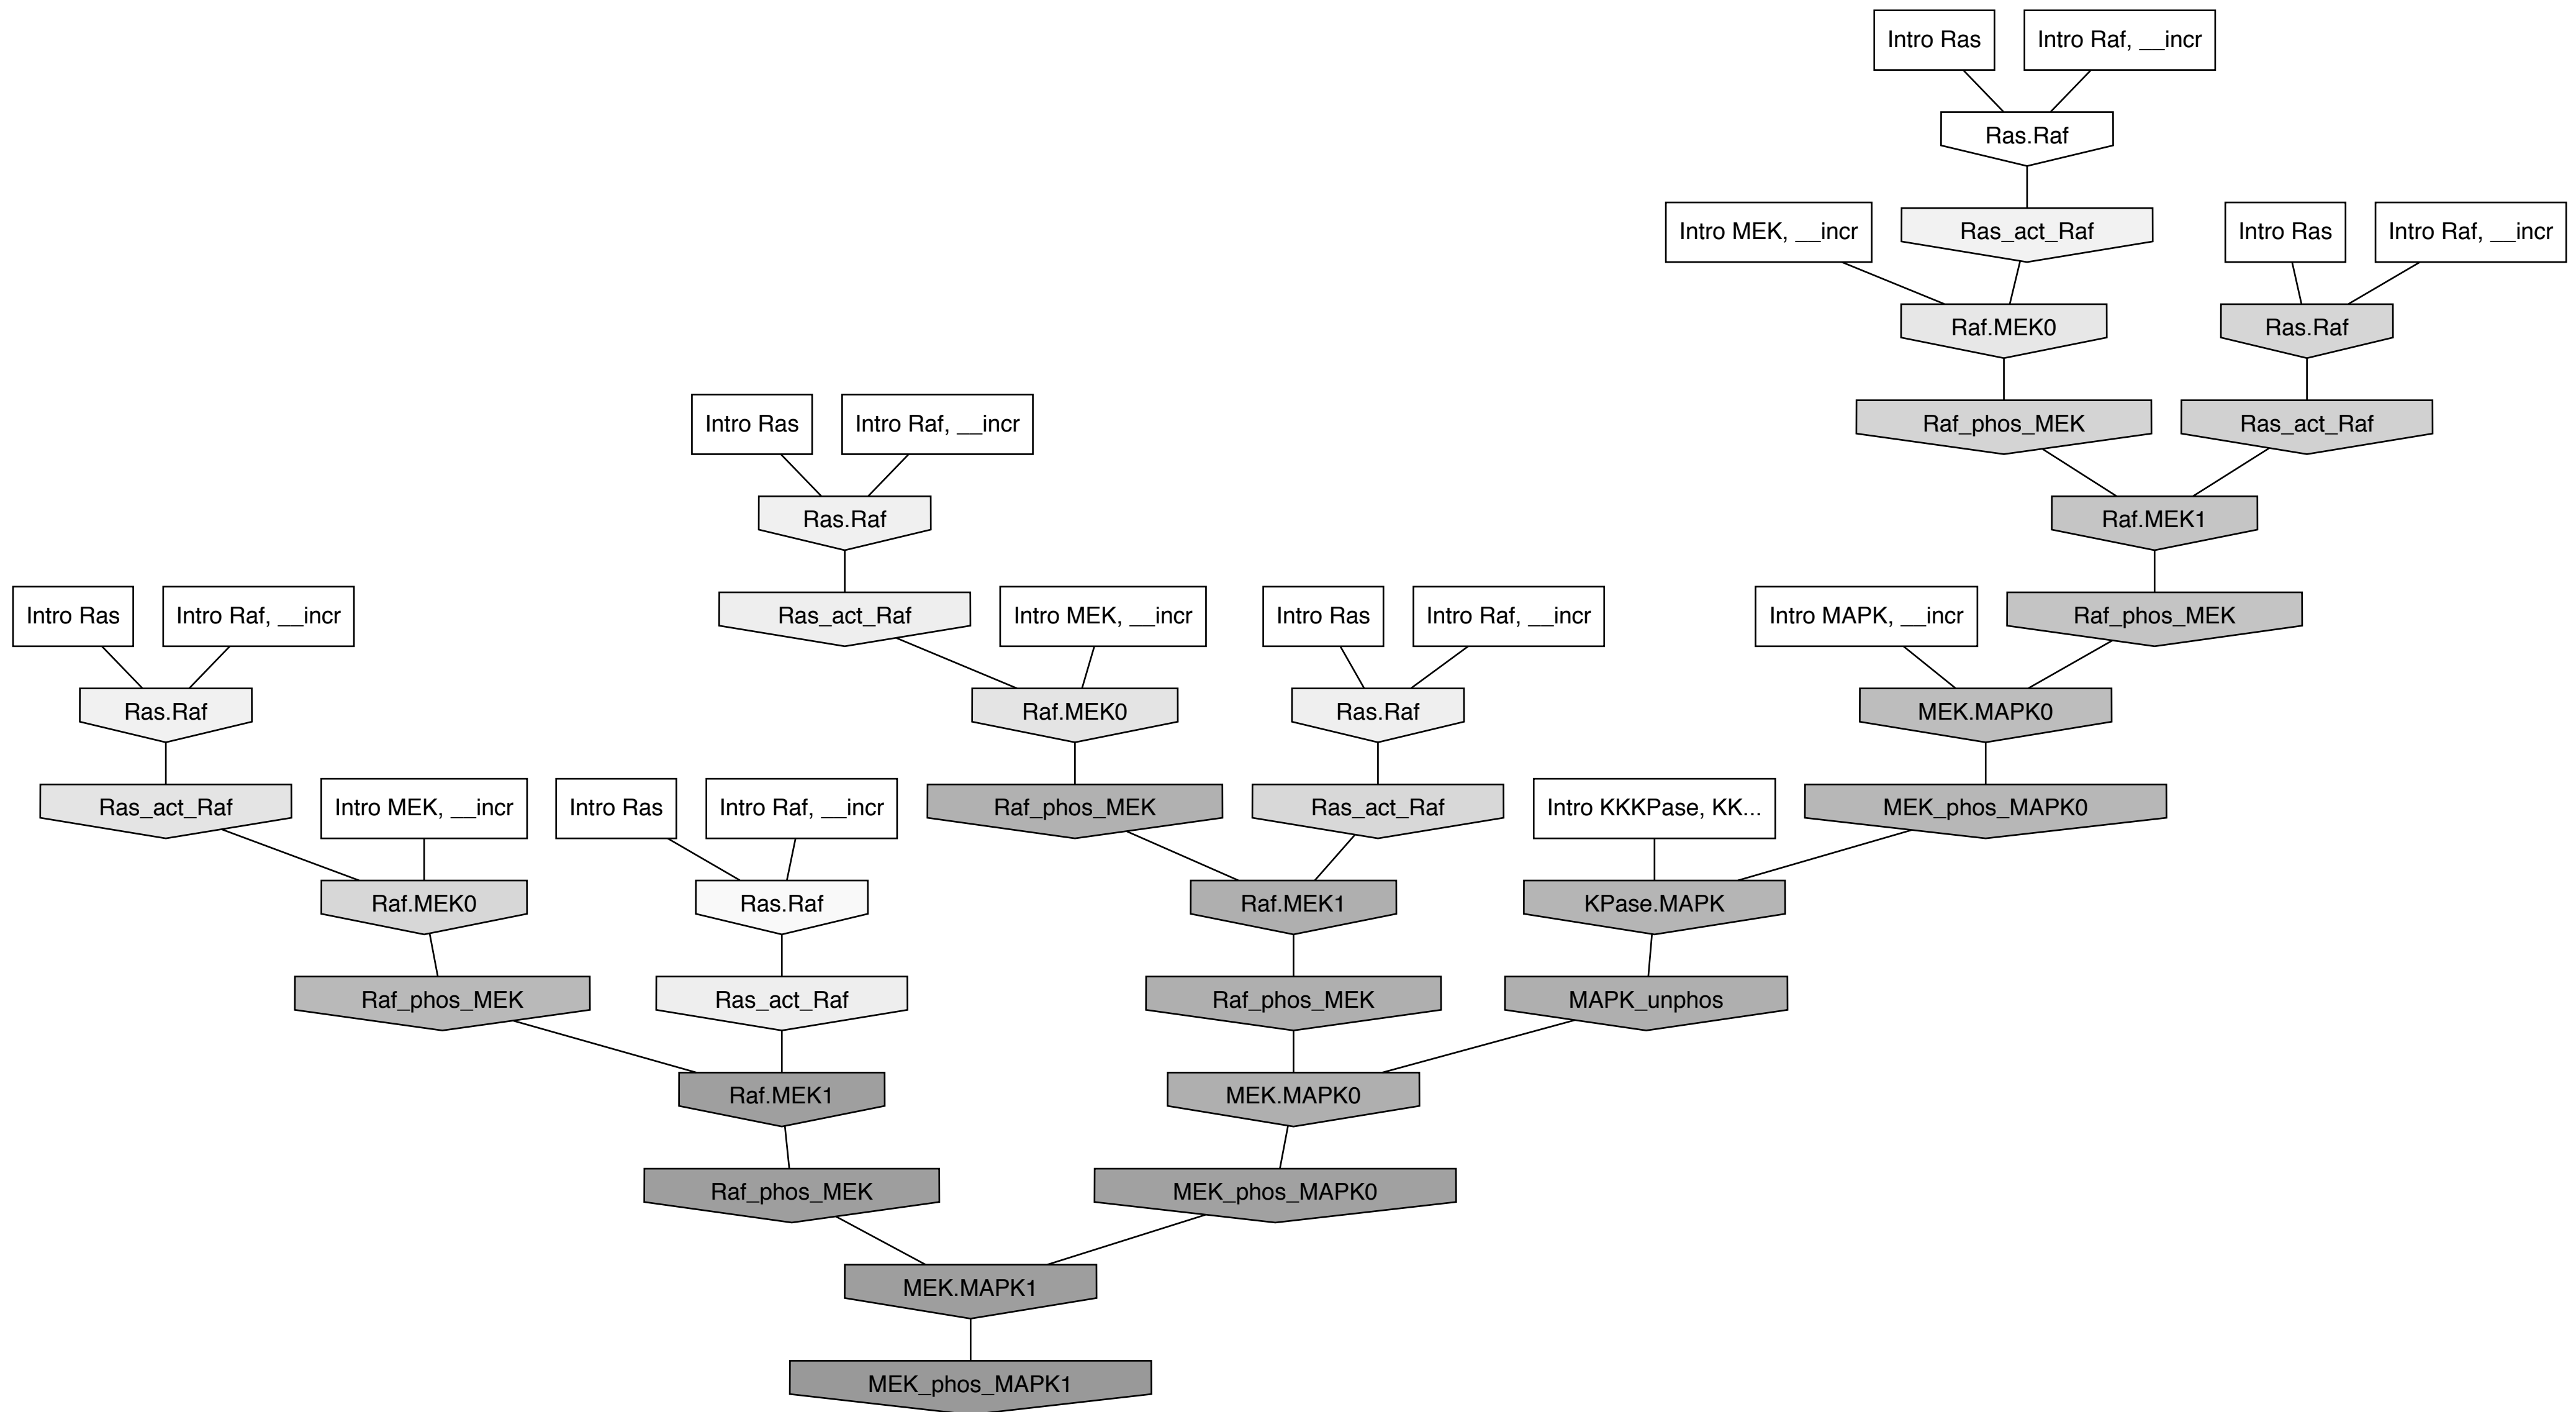 Intro Ras
Intro Raf, __incr
Ras.Raf
Intro MEK, __incr
Ras_act_Raf
Intro Ras
Intro Raf, __incr
Raf.MEK0
Ras.Raf
Intro Ras
Intro Raf, __incr
Raf_phos_MEK
Ras_act_Raf
Ras.Raf
Raf.MEK1
Intro Ras
Intro Raf, __incr
Ras_act_Raf
Intro MEK, __incr
Intro Ras
Intro Raf, __incr
Intro MAPK, __incr
Raf_phos_MEK
Ras.Raf
Raf.MEK0
Ras.Raf
MEK.MAPK0
Ras_act_Raf
Intro MEK, __incr
Intro Ras
Intro Raf, __incr
Raf_phos_MEK
Ras_act_Raf
Intro KKKPase, KK...
MEK_phos_MAPK0
Raf.MEK0
Ras.Raf
Raf.MEK1
KPase.MAPK
Raf_phos_MEK
Ras_act_Raf
Raf_phos_MEK
MAPK_unphos
Raf.MEK1
MEK.MAPK0
Raf_phos_MEK
MEK_phos_MAPK0
MEK.MAPK1
MEK_phos_MAPK1